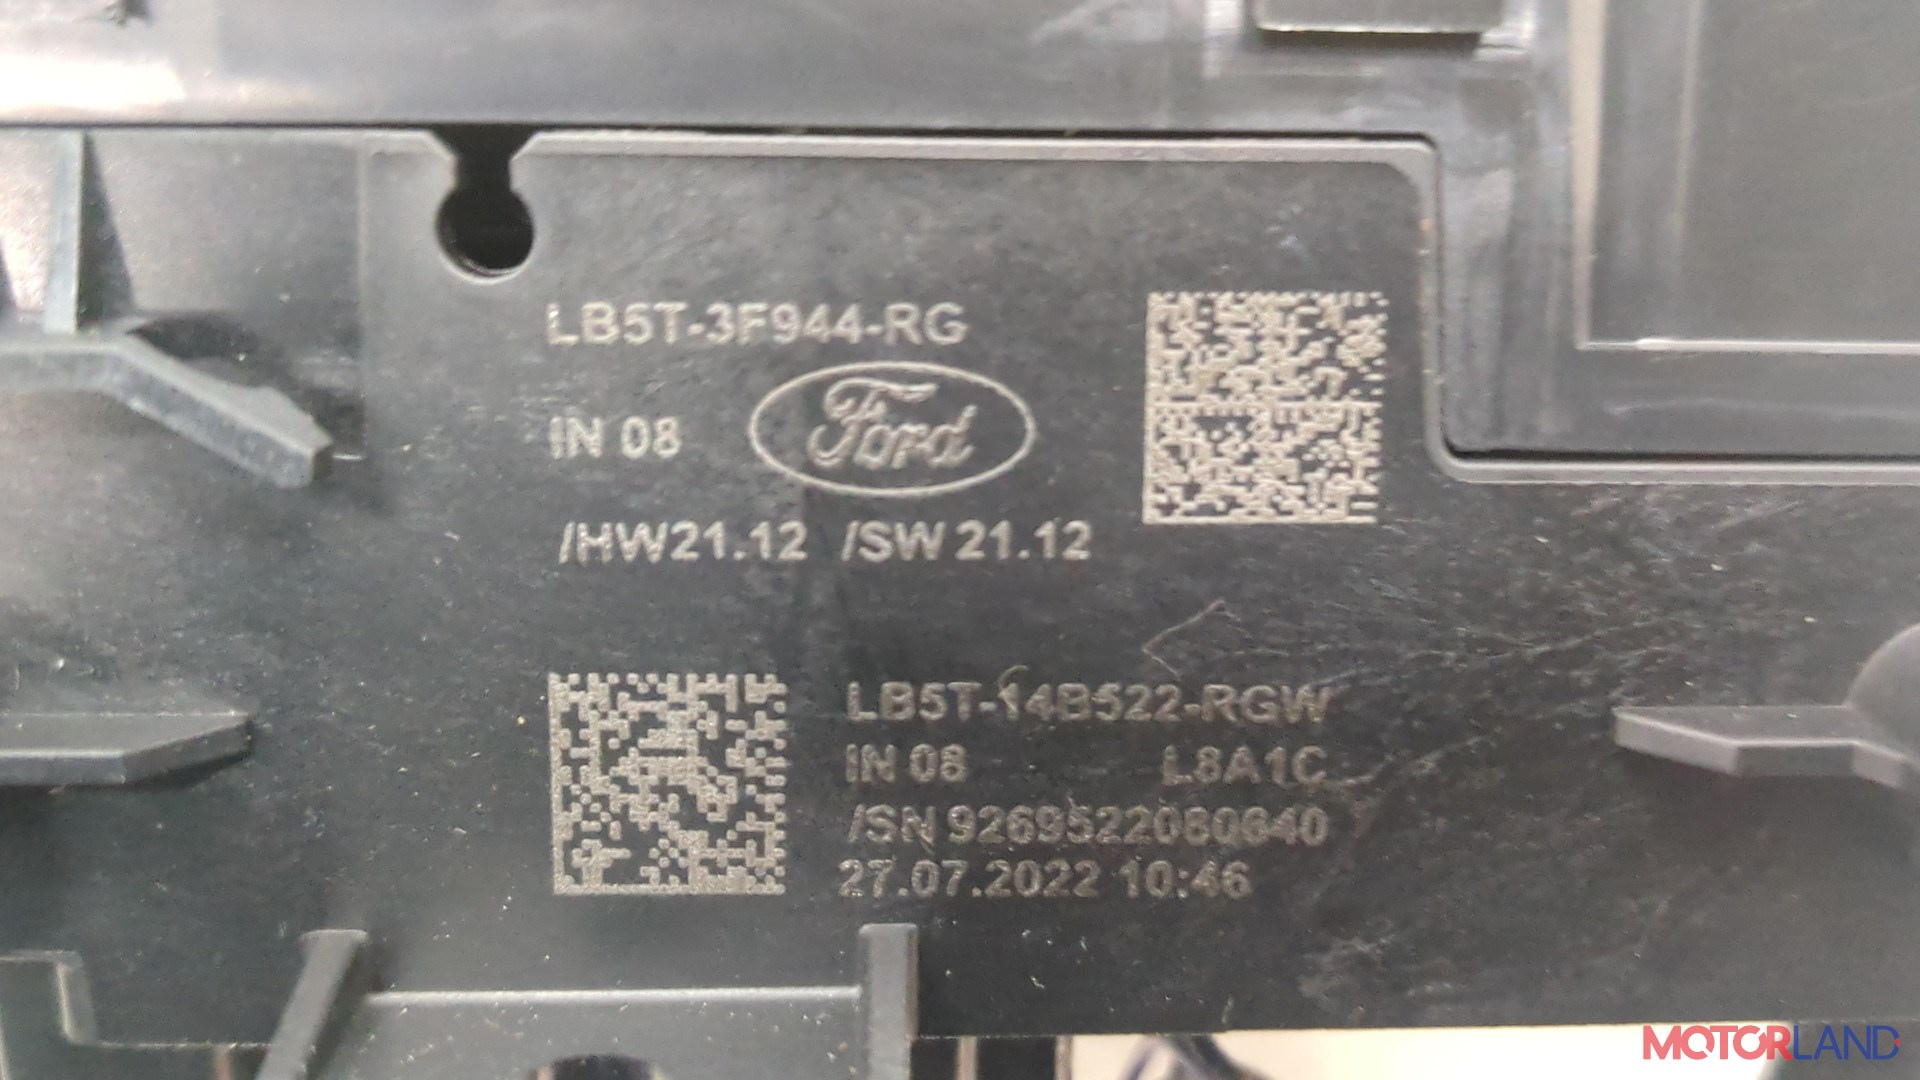 LB5T-3F944-RG
IN 08 Ford
/HW21.12 /SW 21.12
LB5T-14B522-RGW
IN 08 L8A1C
/SN 9269522080640
27.07.2022 10:46
MOTORLAND